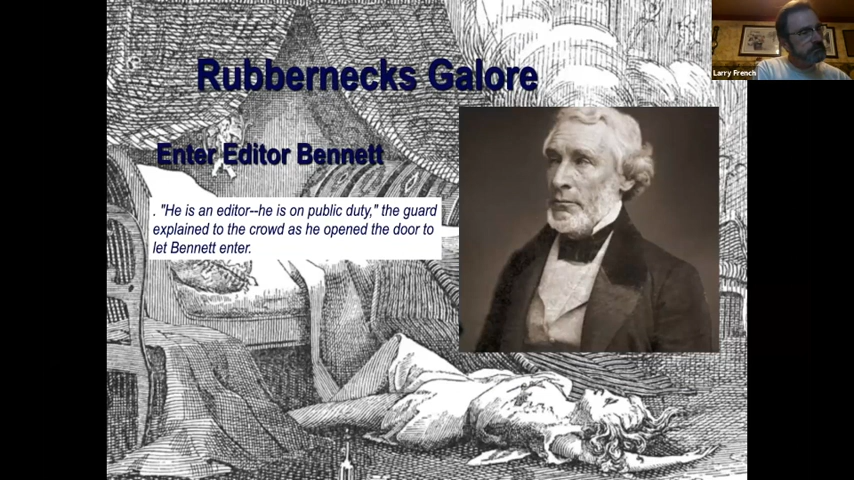 Rubbernecks Galore
Larry French
Enter Editor Bennett
. "He is an editor--he is on public duty," the guard
explained to the crowd as he opened the door to
let Bennett enter.